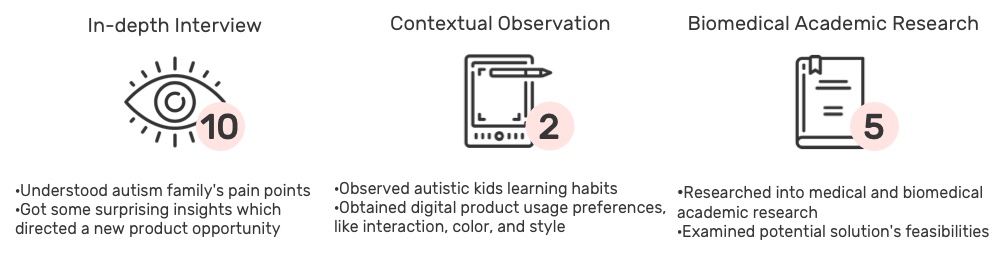 In-depth Interview
10
•Understood autism family's pain points
•Got some surprising insights which
directed a new product opportunity
Contextual Observation
2
•Observed autistic kids learning habits
•Obtained digital product usage preferences,
like interaction, color, and style
Biomedical Academic Research
5
•Researched into medical and biomedical
academic research
•Examined potential solution's feasibilities